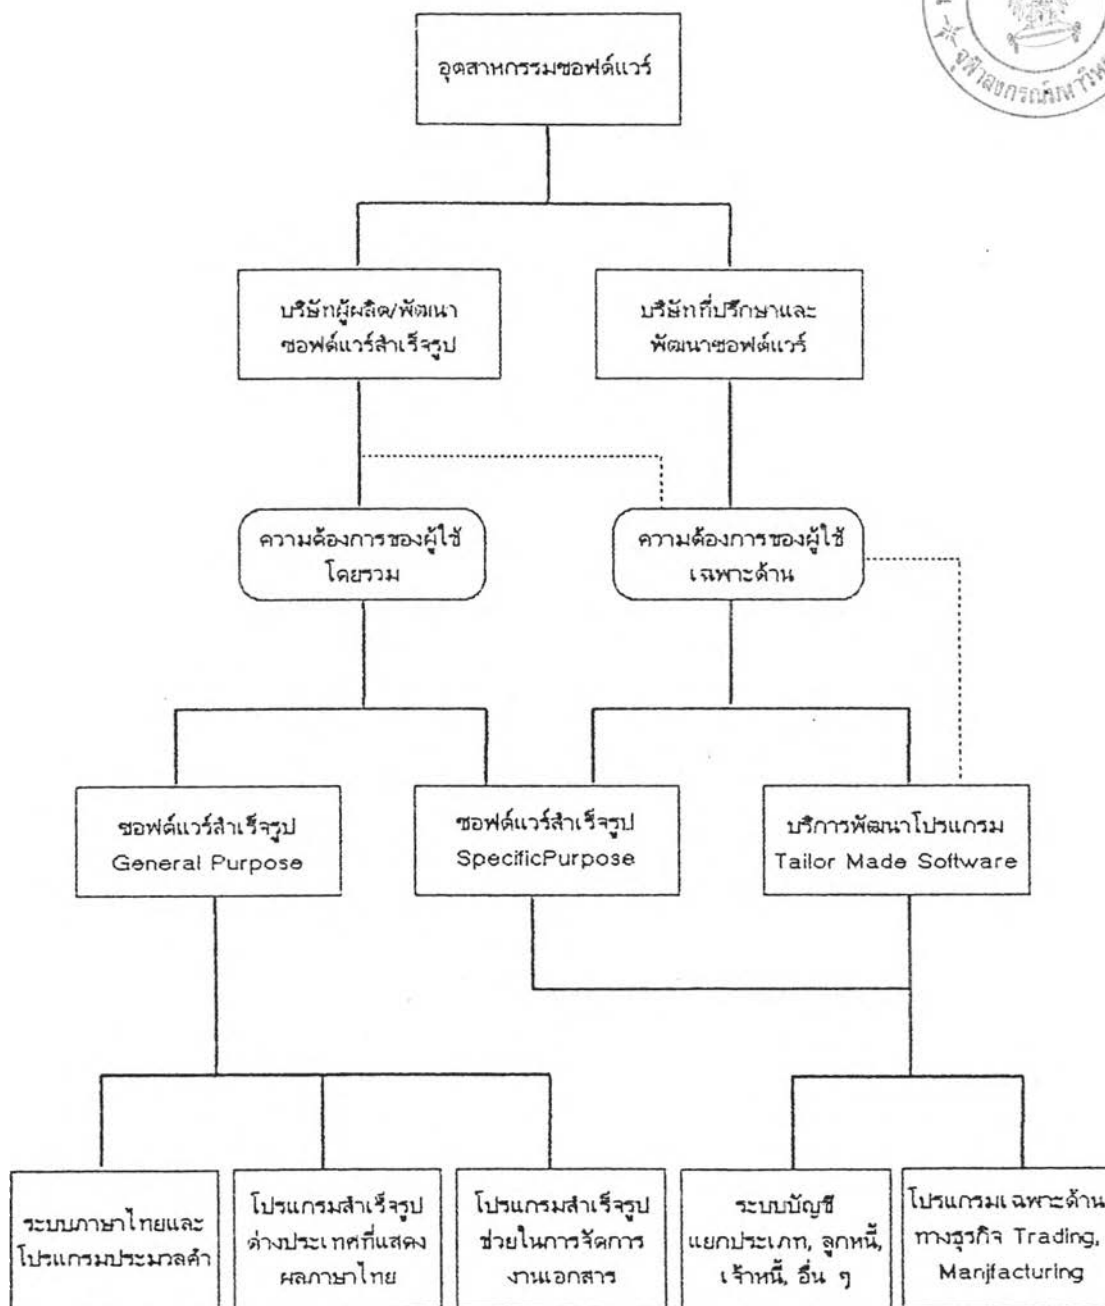 อุตสาหกรรมซอฟต์แวร์
จุฬาลงกรณ์มหาวิทย
บริษัทผู้ผลิต/พัฒนา
ซอฟต์แวร์สำเร็จรูป
บริษัทที่ปรึกษาและ
พัฒนาซอฟต์แวร์
ความต้องการของผู้ใช้
โดยรวม
ความต้องการของผู้ใช้
เฉพาะด้าน
ซอฟต์แวร์สำเร็จรูป
General Purpose
ซอฟต์แวร์สำเร็จรูป
SpecificPurpose
บริการพัฒนาโปรแกรม
Tailor Made Software
ระบบภาษาไทยและ
โปรแกรมประมวลคำ
โปรแกรมสำเร็จรูป
ต่างประเทศที่แสดง
ผลภาษาไทย
โปรแกรมสำเร็จรูป
ช่วยในการจัดการ
งานเอกสาร
ระบบบัญชี
แยกประเภท, ลูกหนี้,
เจ้าหนี้, อื่น ๆ
โปรแกรมเฉพาะด้าน
ทางธุรกิจ Trading,
Manjfacturing